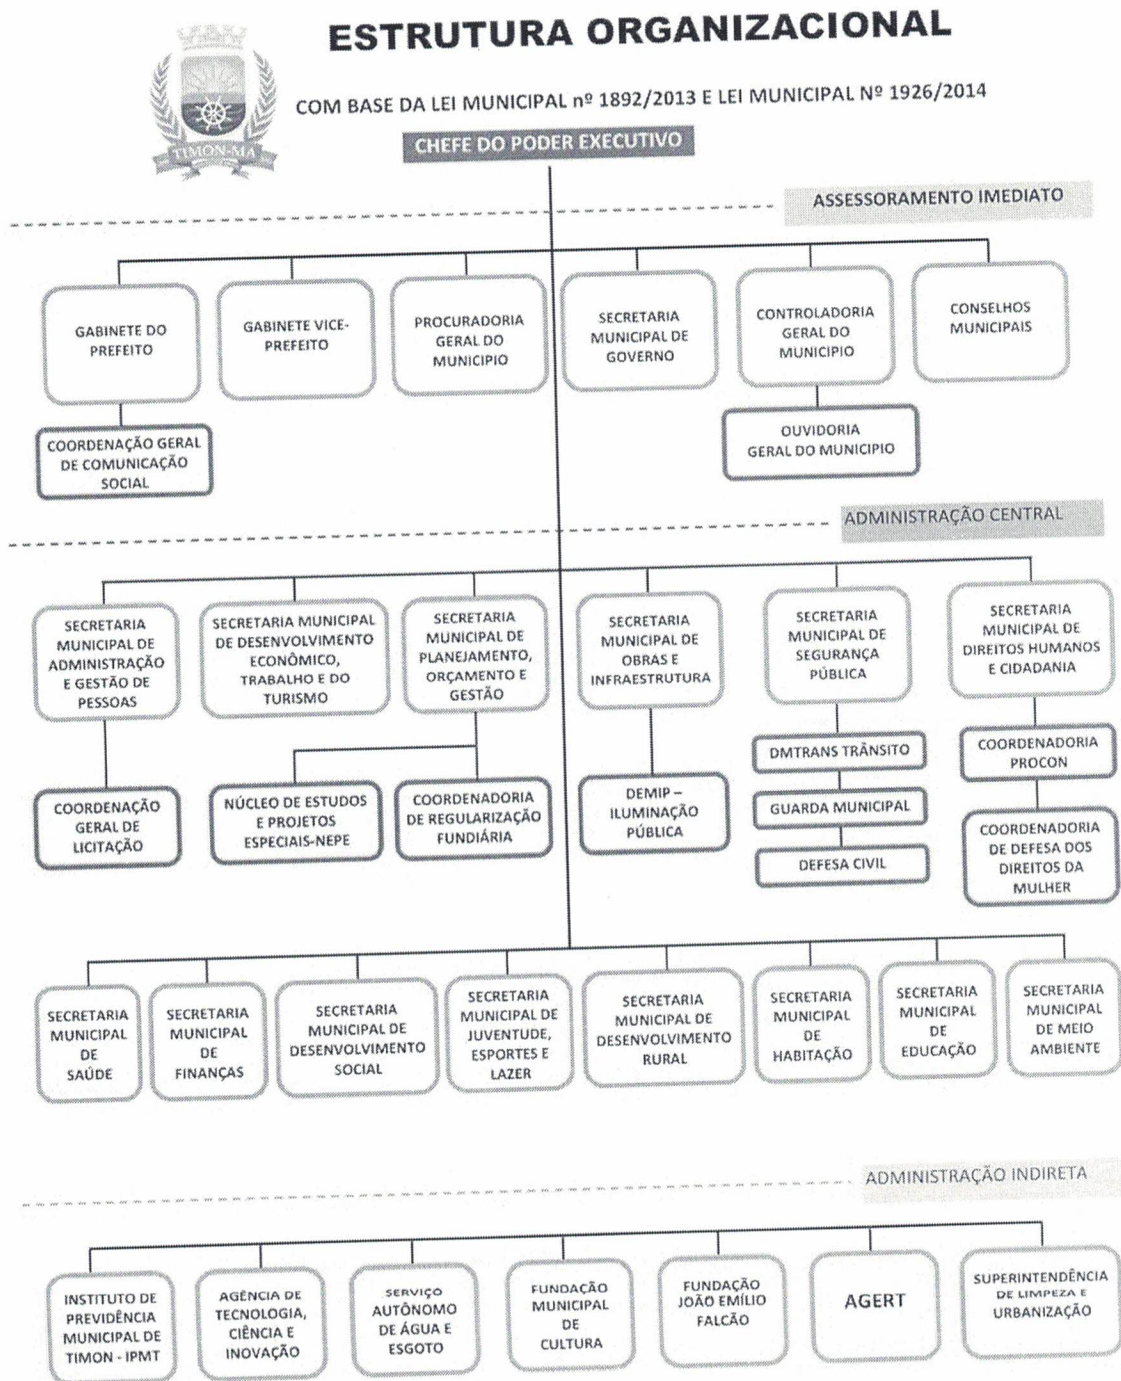 ESTRUTURA ORGANIZACIONAL
COM BASE DA LEI MUNICIPAL nº 1892/2013 E LEI MUNICIPAL Nº 1926/2014
TIMON-MA
CHEFE DO PODER EXECUTIVO
ASSESSORAMENTO IMEDIATO
GABINETE DO
PREFEITO
GABINETE VICE-
PREFEITO
PROCURADORIA
GERAL DO
MUNICIPIO
SECRETARIA
MUNICIPAL DE
GOVERNO
CONTROLADORIA
GERAL DO
MUNICIPIO
CONSELHOS
MUNICIPAIS
COORDENAÇÃO GERAL
DE COMUNICAÇÃO
SOCIAL
OUVIDORIA
GERAL DO MUNICIPIO
ADMINISTRAÇÃO CENTRAL
SECRETARIA
MUNICIPAL DE
ADMINISTRAÇÃO
E GESTÃO DE
PESSOAS
SECRETARIA MUNICIPAL
DE DESENVOLVIMENTO
ECONÔMICO,
TRABALHO E DO
TURISMO
SECRETARIA
MUNICIPAL DE
PLANEJAMENTO,
ORÇAMENTO E
GESTÃO
SECRETARIA
MUNICIPAL DE
OBRAS E
INFRAESTRUTURA
SECRETARIA
MUNICIPAL DE
SEGURANÇA
PÚBLICA
SECRETARIA
MUNICIPAL DE
DIREITOS HUMANOS
E CIDADANIA
COORDENAÇÃO
GERAL DE
LICITAÇÃO
NÚCLEO DE ESTUDOS
E PROJETOS
ESPECIAIS-NEPE
COORDENADORIA
DE REGULARIZAÇÃO
FUNDIÁRIA
DEMIP –
ILUMINAÇÃO
PÚBLICA
DMTRANS TRÂNSITO
GUARDA MUNICIPAL
DEFESA CIVIL
COORDENADORIA
PROCON
COORDENADORIA
DE DEFESA DOS
DIREITOS DA
MULHER
SECRETARIA
MUNICIPAL
DE
SAÚDE
SECRETARIA
MUNICIPAL
DE
FINANÇAS
SECRETARIA
MUNICIPAL DE
DESENVOLVIMENTO
SOCIAL
SECRETARIA
MUNICIPAL DE
JUVENTUDE,
ESPORTES E
LAZER
SECRETARIA
MUNICIPAL DE
DESENVOLVIMENTO
RURAL
SECRETARIA
MUNICIPAL
DE
HABITAÇÃO
SECRETARIA
MUNICIPAL
DE
EDUCAÇÃO
SECRETARIA
MUNICIPAL
DE MEIO
AMBIENTE
ADMINISTRAÇÃO INDIRETA
INSTITUTO DE
PREVIDÊNCIA
MUNICIPAL DE
TIMON - IPMT
AGÊNCIA DE
TECNOLOGIA,
CIÊNCIA E
INOVAÇÃO
SERVIÇO
AUTÔNOMO
DE ÁGUA E
ESGOTO
FUNDAÇÃO
MUNICIPAL
DE
CULTURA
FUNDAÇÃO
JOÃO EMÍLIO
FALCÃO
AGERT
SUPERINTENDÊNCIA
DE LIMPEZA E
URBANIZAÇÃO